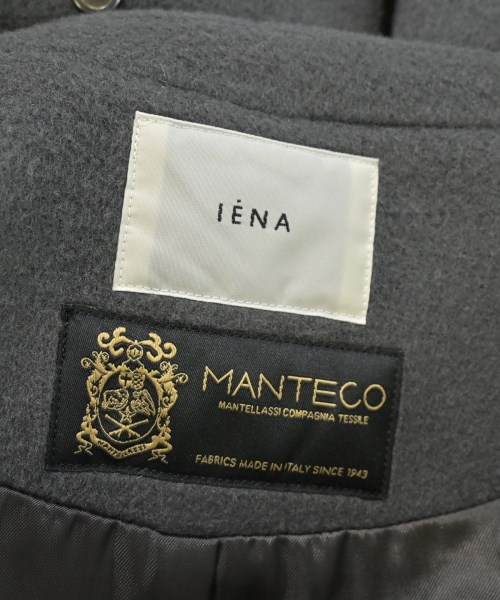 IÉNA
MANTECO
MANTELLASSI COMPAGNIA TESSILE
FABRICS MADE IN ITALY SINCE 1943